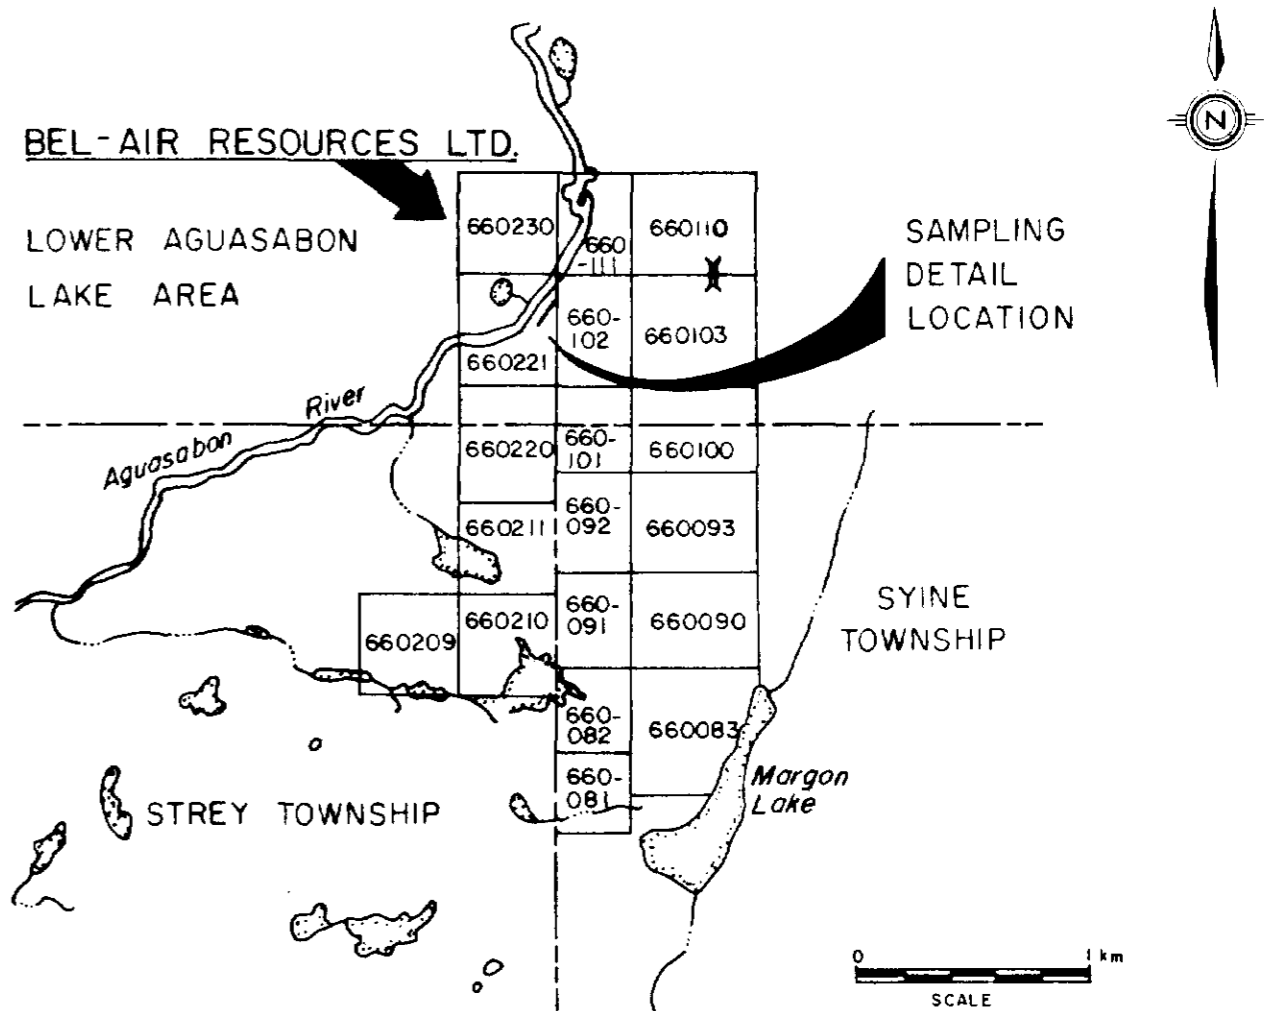 N
BEL-AIR RESOURCES LTD.
LOWER AGUASABON
LAKE AREA
660230
660
-111
660110
SAMPLING
DETAIL
LOCATION
660-
102
660103
660221
River
Aguasabon
660220
660-
101
660100
660211
660-
092
660093
SYINE
TOWNSHIP
660209
660210
660-
091
660090
660-
082
660083
660-
081
Margon
Lake
STREY TOWNSHIP
0
1 km
SCALE